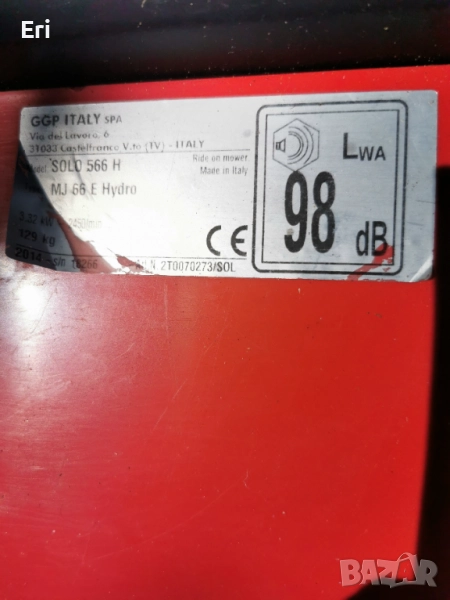 Eri
GGP ITALY SPA
Via del Lavoro, 6
31033 Castelfranco V.to (TV) - ITALY
SOLO 566 H
Ride on mower
MJ 66 E Hydro
Made in Italy
129 kg
2014
2T0070273/SOL
CE
LWA
98 dB
BAZAR